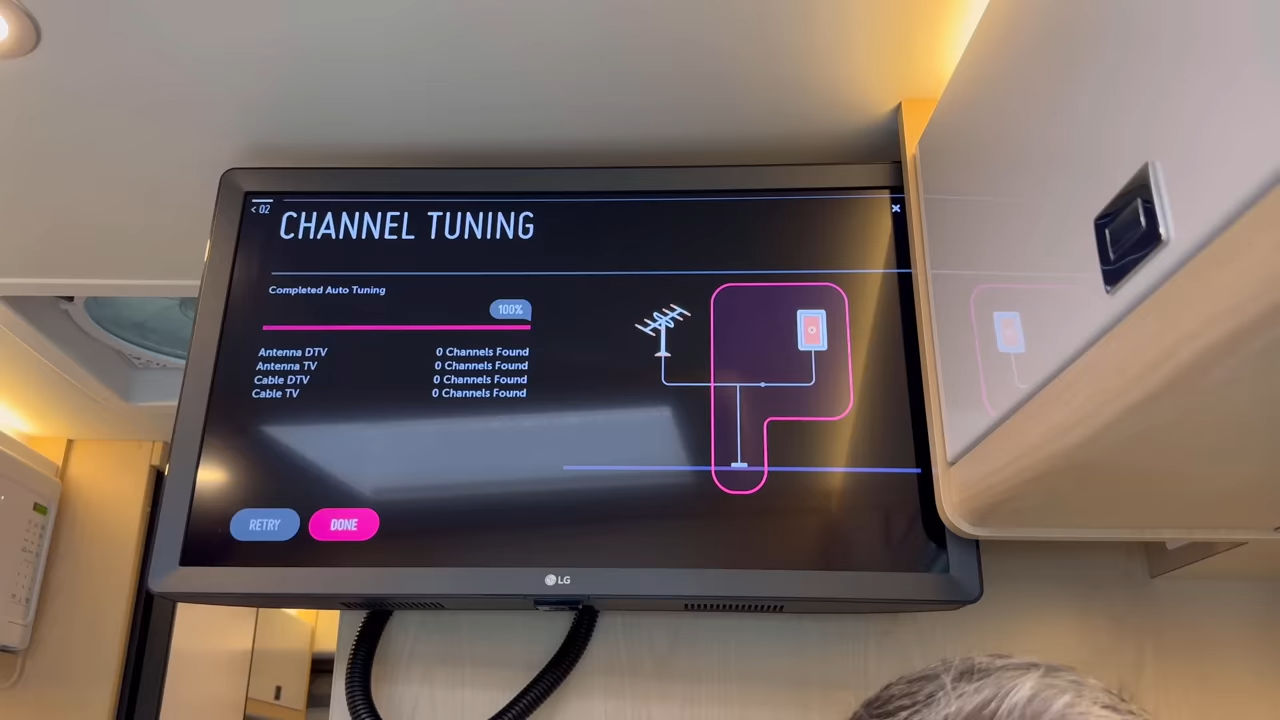 < 02
CHANNEL TUNING
×
Completed Auto Tuning
100%
Antenna DTV 0 Channels Found
Antenna TV 0 Channels Found
Cable DTV 0 Channels Found
Cable TV 0 Channels Found
RETRY DONE
LG